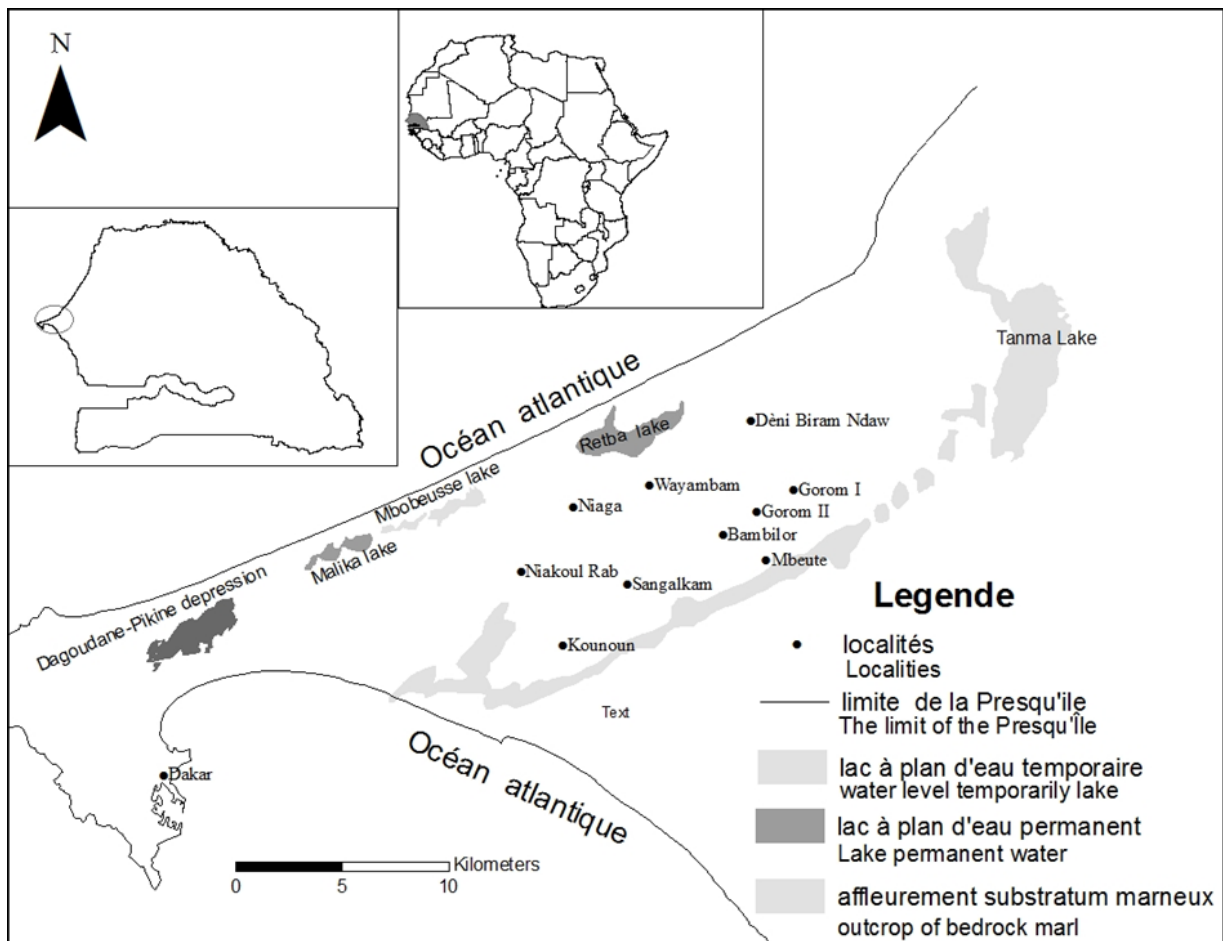 N
Tanma Lake
Océan atlantique
Retba lake
Dèni Biram Ndaw
Mbobeusse lake
Wayambam
Gorom I
Niaga
Gorom II
Bambilor
Malika lake
Mbeute
Niakoul Rab
Sangalkam
Dagoudane-Pikine depression
Kounoun
Text
Océan atlantique
Dakar
Kilometers
0 5 10
Legende
localités
Localities
limite de la Presqu'ile
The limit of the Presqu'Île
lac à plan d'eau temporaire
water level temporarily lake
lac à plan d'eau permanent
Lake permanent water
affleurement substratum marneux
outcrop of bedrock marl